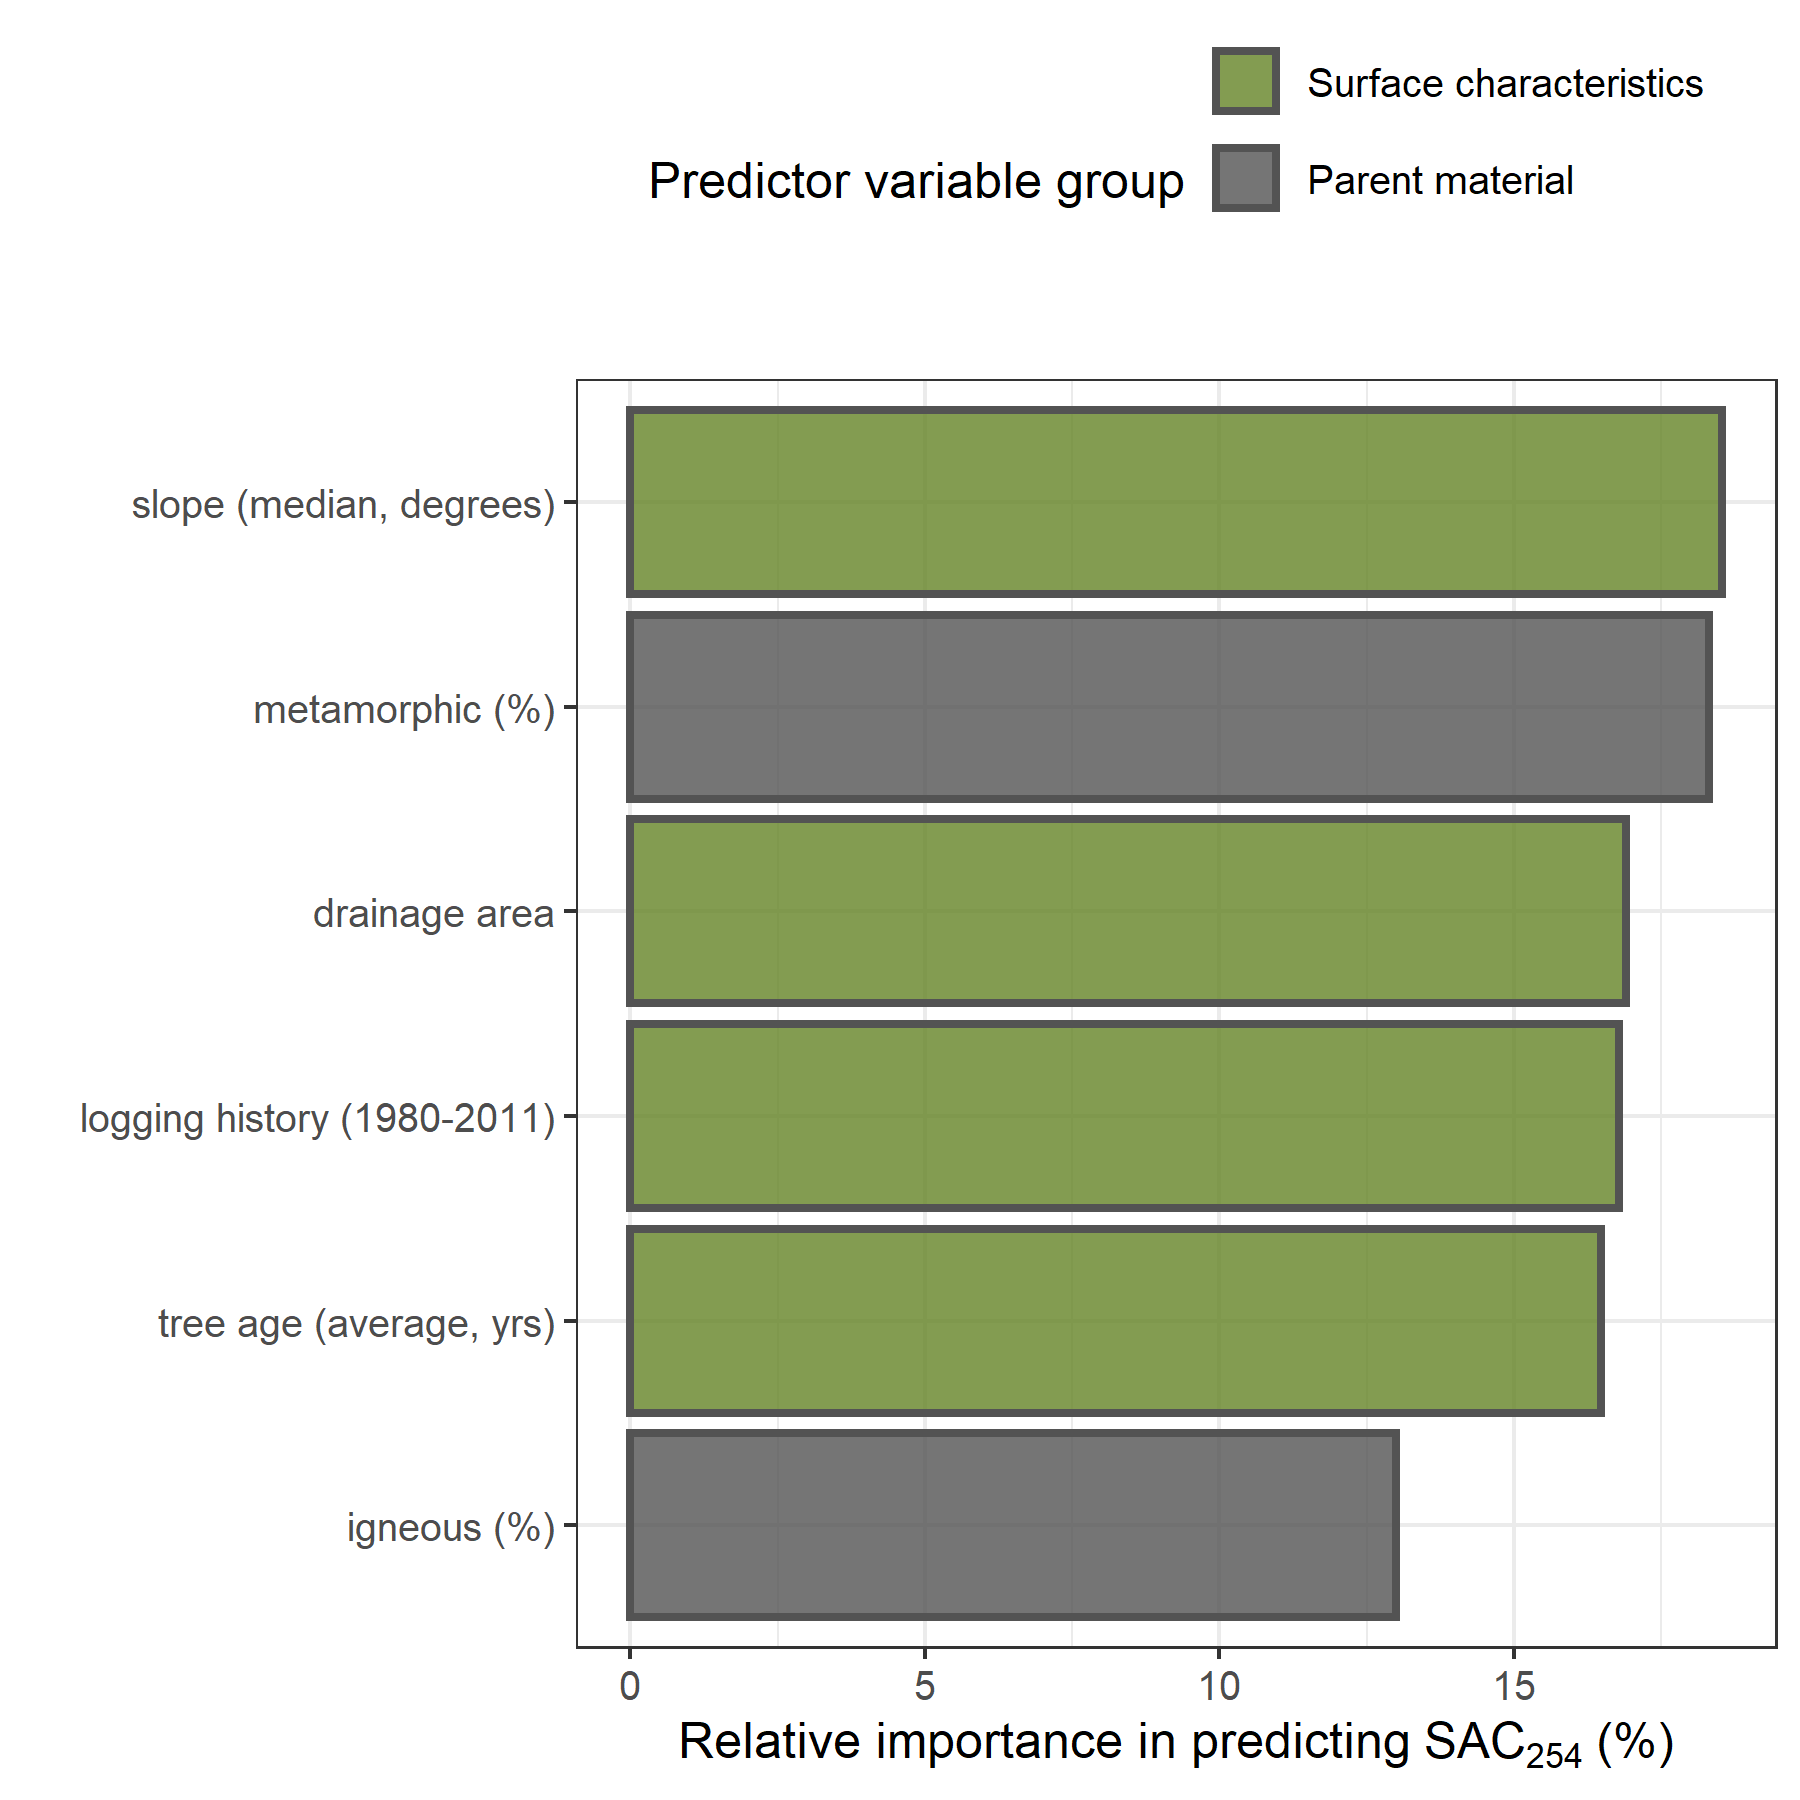 Surface characteristics
Predictor variable group
Parent material
slope (median, degrees)
metamorphic (%)
drainage area
logging history (1980-2011)
tree age (average, yrs)
igneous (%)
0 5 10 15
Relative importance in predicting SAC₂₅₄ (%)